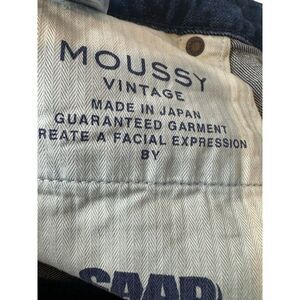 MOUSSY
VINTAGE
MADE IN JAPAN
GUARANTEED GARMENT
REATE A FACIAL EXPRESSION
BY